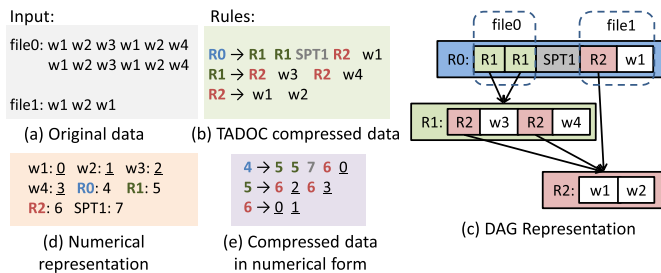 Input:
file0: w1 w2 w3 w1 w2 w4
w1 w2 w3 w1 w2 w4
file1: w1 w2 w1
(a) Original data
Rules:
R0 → R1 R1 SPT1 R2 w1
R1 → R2 w3 R2 w4
R2 → w1 w2
(b) TADOC compressed data
file0 file1
R0: R1 R1 SPT1 R2 w1
R1: R2 w3 R2 w4
R2: w1 w2
(c) DAG Representation
w1: 0 w2: 1 w3: 2
w4: 3 R0: 4 R1: 5
R2: 6 SPT1: 7
(d) Numerical
representation
4 → 5 5 7 6 0
5 → 6 2 6 3
6 → 0 1
(e) Compressed data
in numerical form